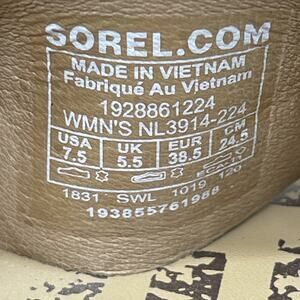 SOREL.COM
MADE IN VIETNAM
Fabriqué Au Vietnam
1928861224
WMN'S NL3914-224
USA UK EUR CM
7.5 5.5 38.5 24.5
1831 SWL 1019 120
193855761988